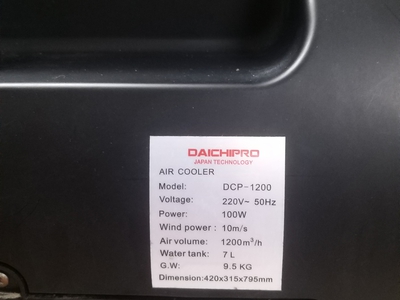 DAICHIPRO
JAPAN TECHNOLOGY
AIR COOLER
Model: DCP-1200
Voltage: 220V~ 50Hz
Power: 100W
Wind power : 10m/s
Air volume: 1200m³/h
Water tank: 7 L
G.W: 9.5 KG
Dimension:420x315x795mm